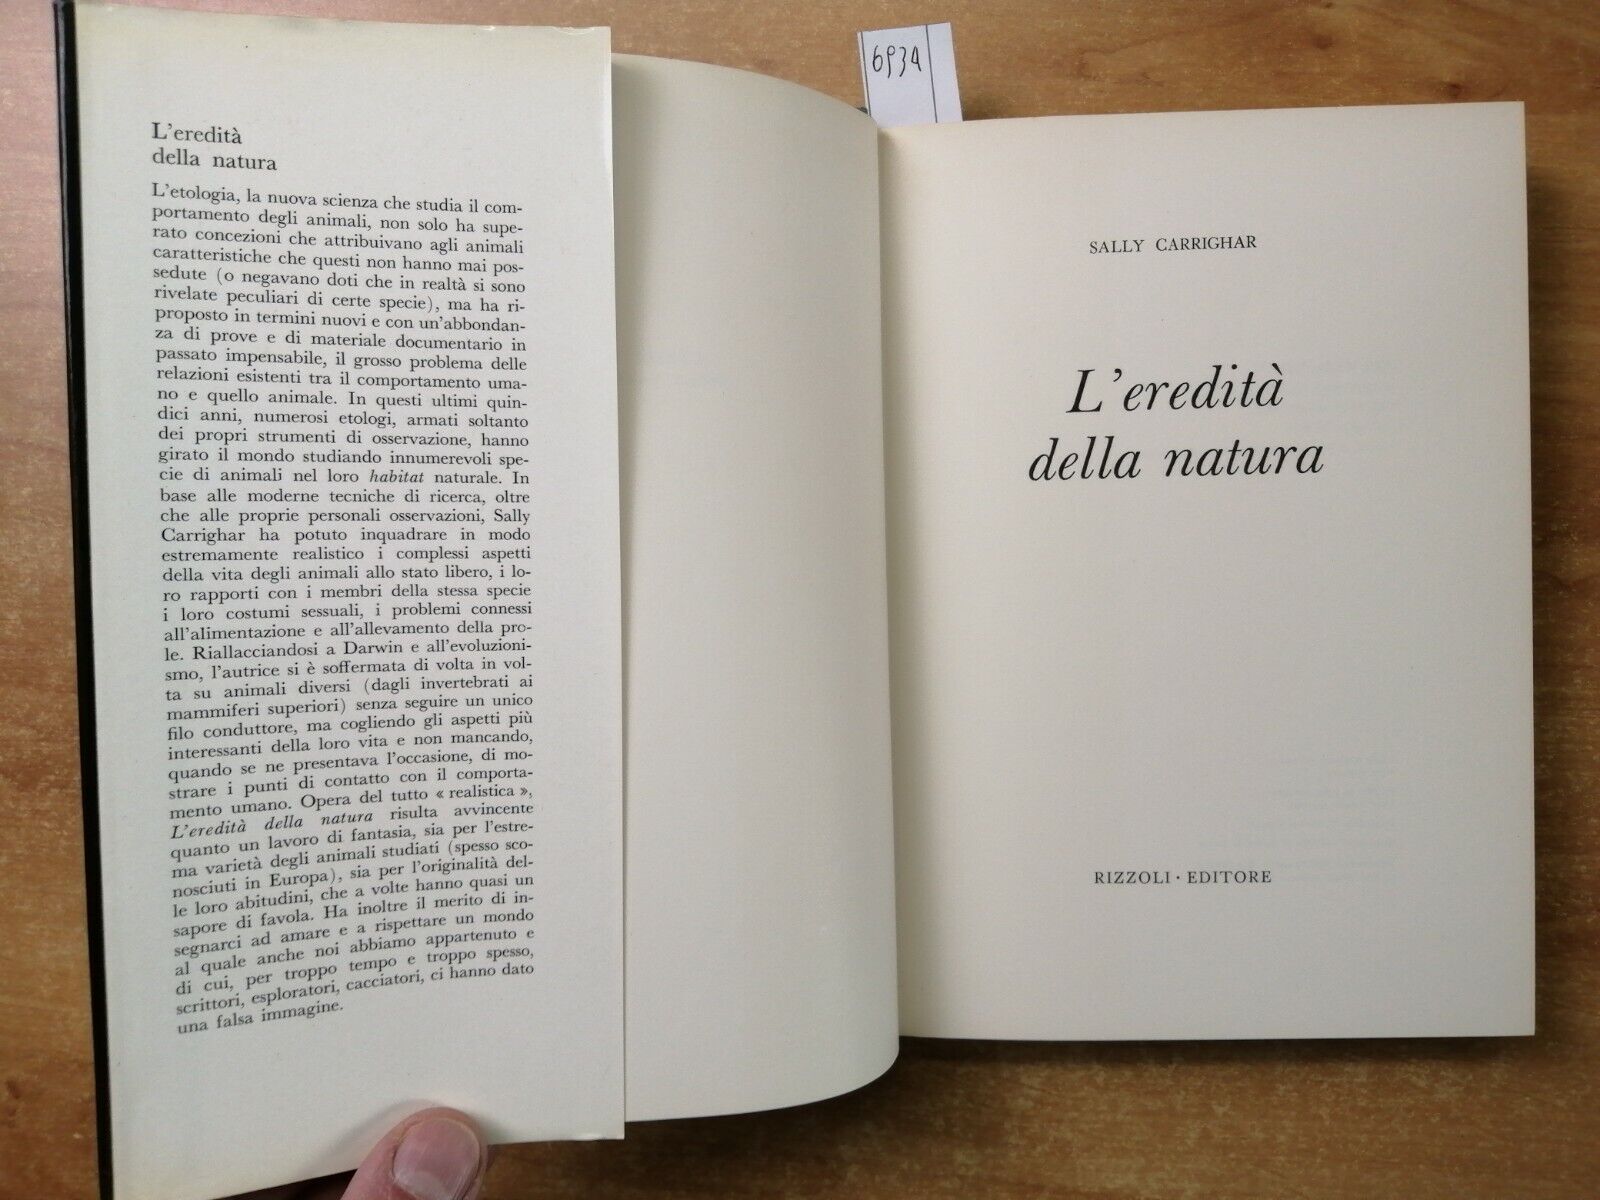 L'eredità
della natura
L'etologia, la nuova scienza che studia il com-
portamento degli animali, non solo ha supe-
rato concezioni che attribuivano agli animali
caratteristiche che questi non hanno mai pos-
sedute (o negavano doti che in realtà si sono
rivelate peculiari di certe specie), ma ha ri-
proposto in termini nuovi e con un'abbondan-
za di prove e di materiale documentario in
passato impensabile, il grosso problema delle
relazioni esistenti tra il comportamento uma-
no e quello animale. In questi ultimi quin-
dici anni, numerosi etologi, armati soltanto
dei propri strumenti di osservazione, hanno
girato il mondo studiando innumerevoli spe-
cie di animali nel loro habitat naturale. In
base alle moderne tecniche di ricerca, oltre
che alle proprie personali osservazioni, Sally
Carrighar ha potuto inquadrare in modo
estremamente realistico i complessi aspetti
della vita degli animali allo stato libero, i lo-
ro rapporti con i membri della stessa specie
i loro costumi sessuali, i problemi connessi
all'alimentazione e all'allevamento della pro-
le. Riallacciandosi a Darwin e all'evoluzioni-
smo, l'autrice si è soffermata di volta in vol-
ta su animali diversi (dagli invertebrati ai
mammiferi superiori) senza seguire un unico
filo conduttore, ma cogliendo gli aspetti più
interessanti della loro vita e non mancando,
quando se ne presentava l'occasione, di mo-
strare i punti di contatto con il comporta-
mento umano. Opera del tutto « realistica »,
L'eredità della natura risulta avvincente
quanto un lavoro di fantasia, sia per l'estre-
ma varietà degli animali studiati (spesso sco-
nosciuti in Europa), sia per l'originalità del-
le loro abitudini, che a volte hanno quasi un
sapore di favola. Ha inoltre il merito di in-
segnarci ad amare e a rispettare un mondo
al quale anche noi abbiamo appartenuto e
di cui, per troppo tempo e troppo spesso,
scrittori, esploratori, cacciatori, ci hanno dato
una falsa immagine.
6934
SALLY CARRIGHAR
L'eredità
della natura
RIZZOLI · EDITORE